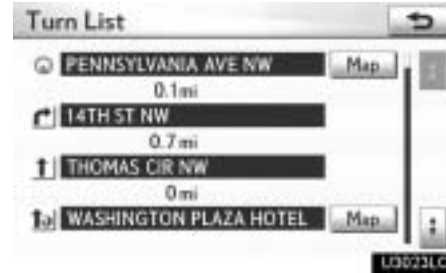 Turn List
PENNSYLVANIA AVE NW Map
0.1mi
14TH ST NW
0.7mi
THOMAS CIR NW
0mi
WASHINGTON PLAZA HOTEL Map
U3023LC